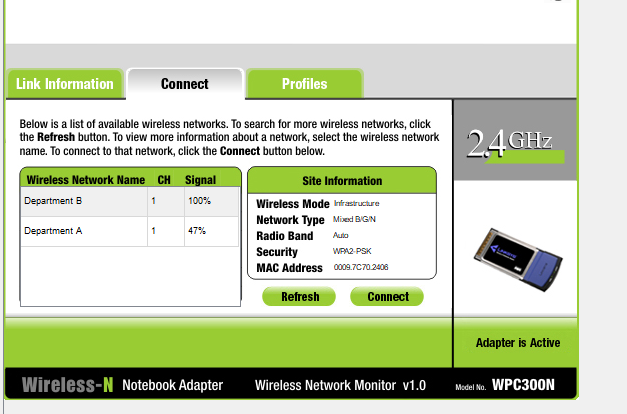 Link Information
Connect
Profiles
Below is a list of available wireless networks. To search for more wireless networks, click
the Refresh button. To view more information about a network, select the wireless network
name. To connect to that network, click the Connect button below.
2.4GHz
Wireless Network Name CH Signal
Department B 1 100%
Department A 1 47%
Site Information
Wireless Mode Infrastructure
Network Type Mixed B/G/N
Radio Band Auto
Security WPA2-PSK
MAC Address 0009.7C70.2406
Refresh
Connect
Adapter is Active
Wireless-N Notebook Adapter Wireless Network Monitor v1.0 Model No. WPC300N